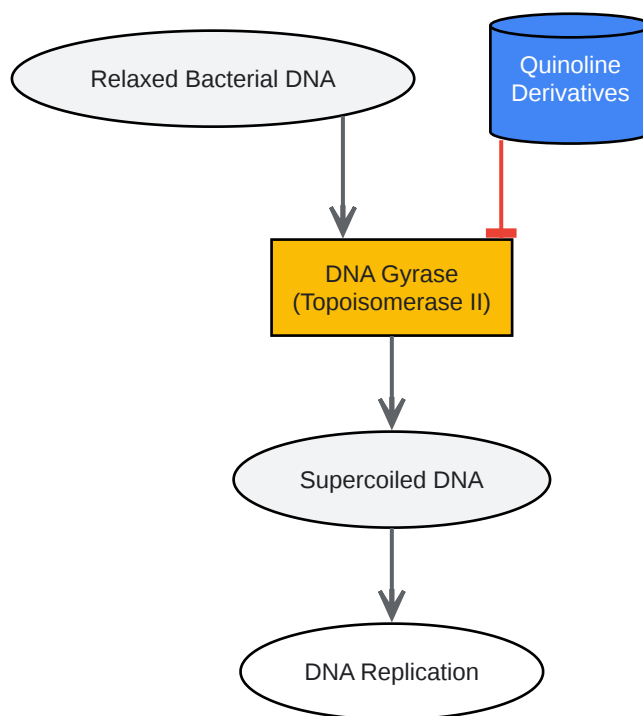 Relaxed Bacterial DNA
Quinoline
Derivatives
DNA Gyrase
(Topoisomerase II)
Supercoiled DNA
DNA Replication